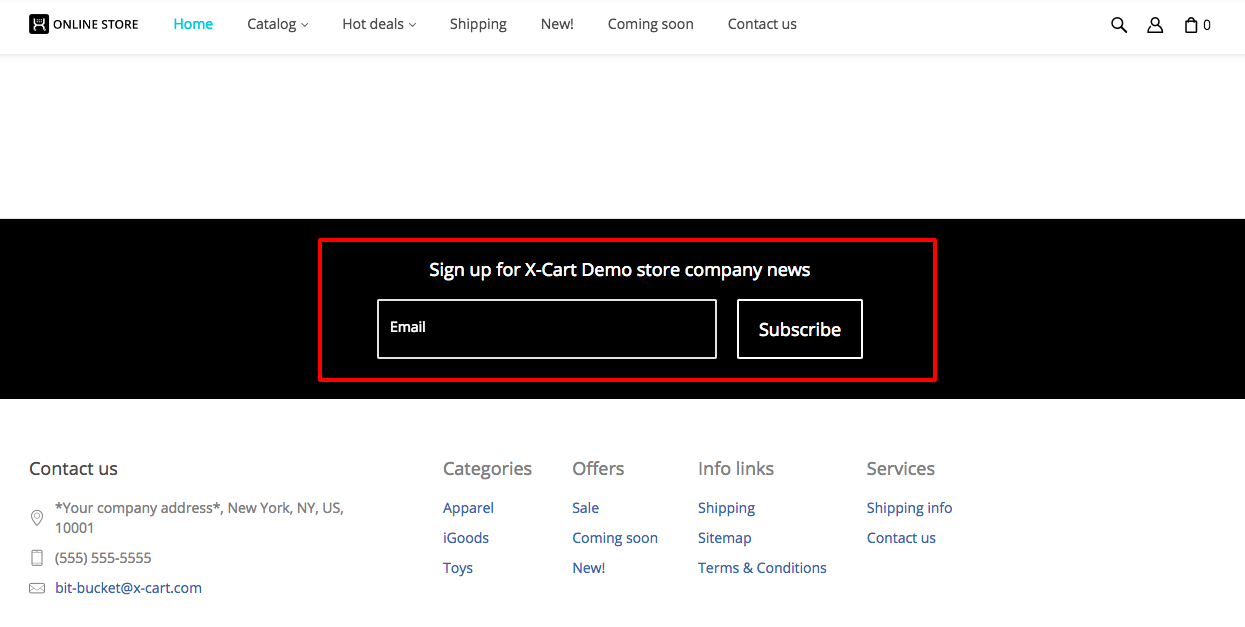 ONLINE STORE Home Catalog Hot deals Shipping New! Coming soon Contact us 0
Sign up for X-Cart Demo store company news
Email Subscribe
Contact us
*Your company address*, New York, NY, US,
10001
(555) 555-5555
bit-bucket@x-cart.com
Categories
Apparel
iGoods
Toys
Offers
Sale
Coming soon
New!
Info links
Shipping
Sitemap
Terms & Conditions
Services
Shipping info
Contact us